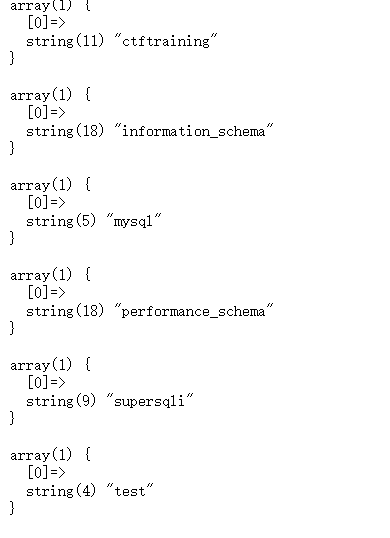 array(1) {
  [0]=>
  string(11) "ctftraining"
}
array(1) {
  [0]=>
  string(18) "information_schema"
}
array(1) {
  [0]=>
  string(5) "mysql"
}
array(1) {
  [0]=>
  string(18) "performance_schema"
}
array(1) {
  [0]=>
  string(9) "supersqli"
}
array(1) {
  [0]=>
  string(4) "test"
}